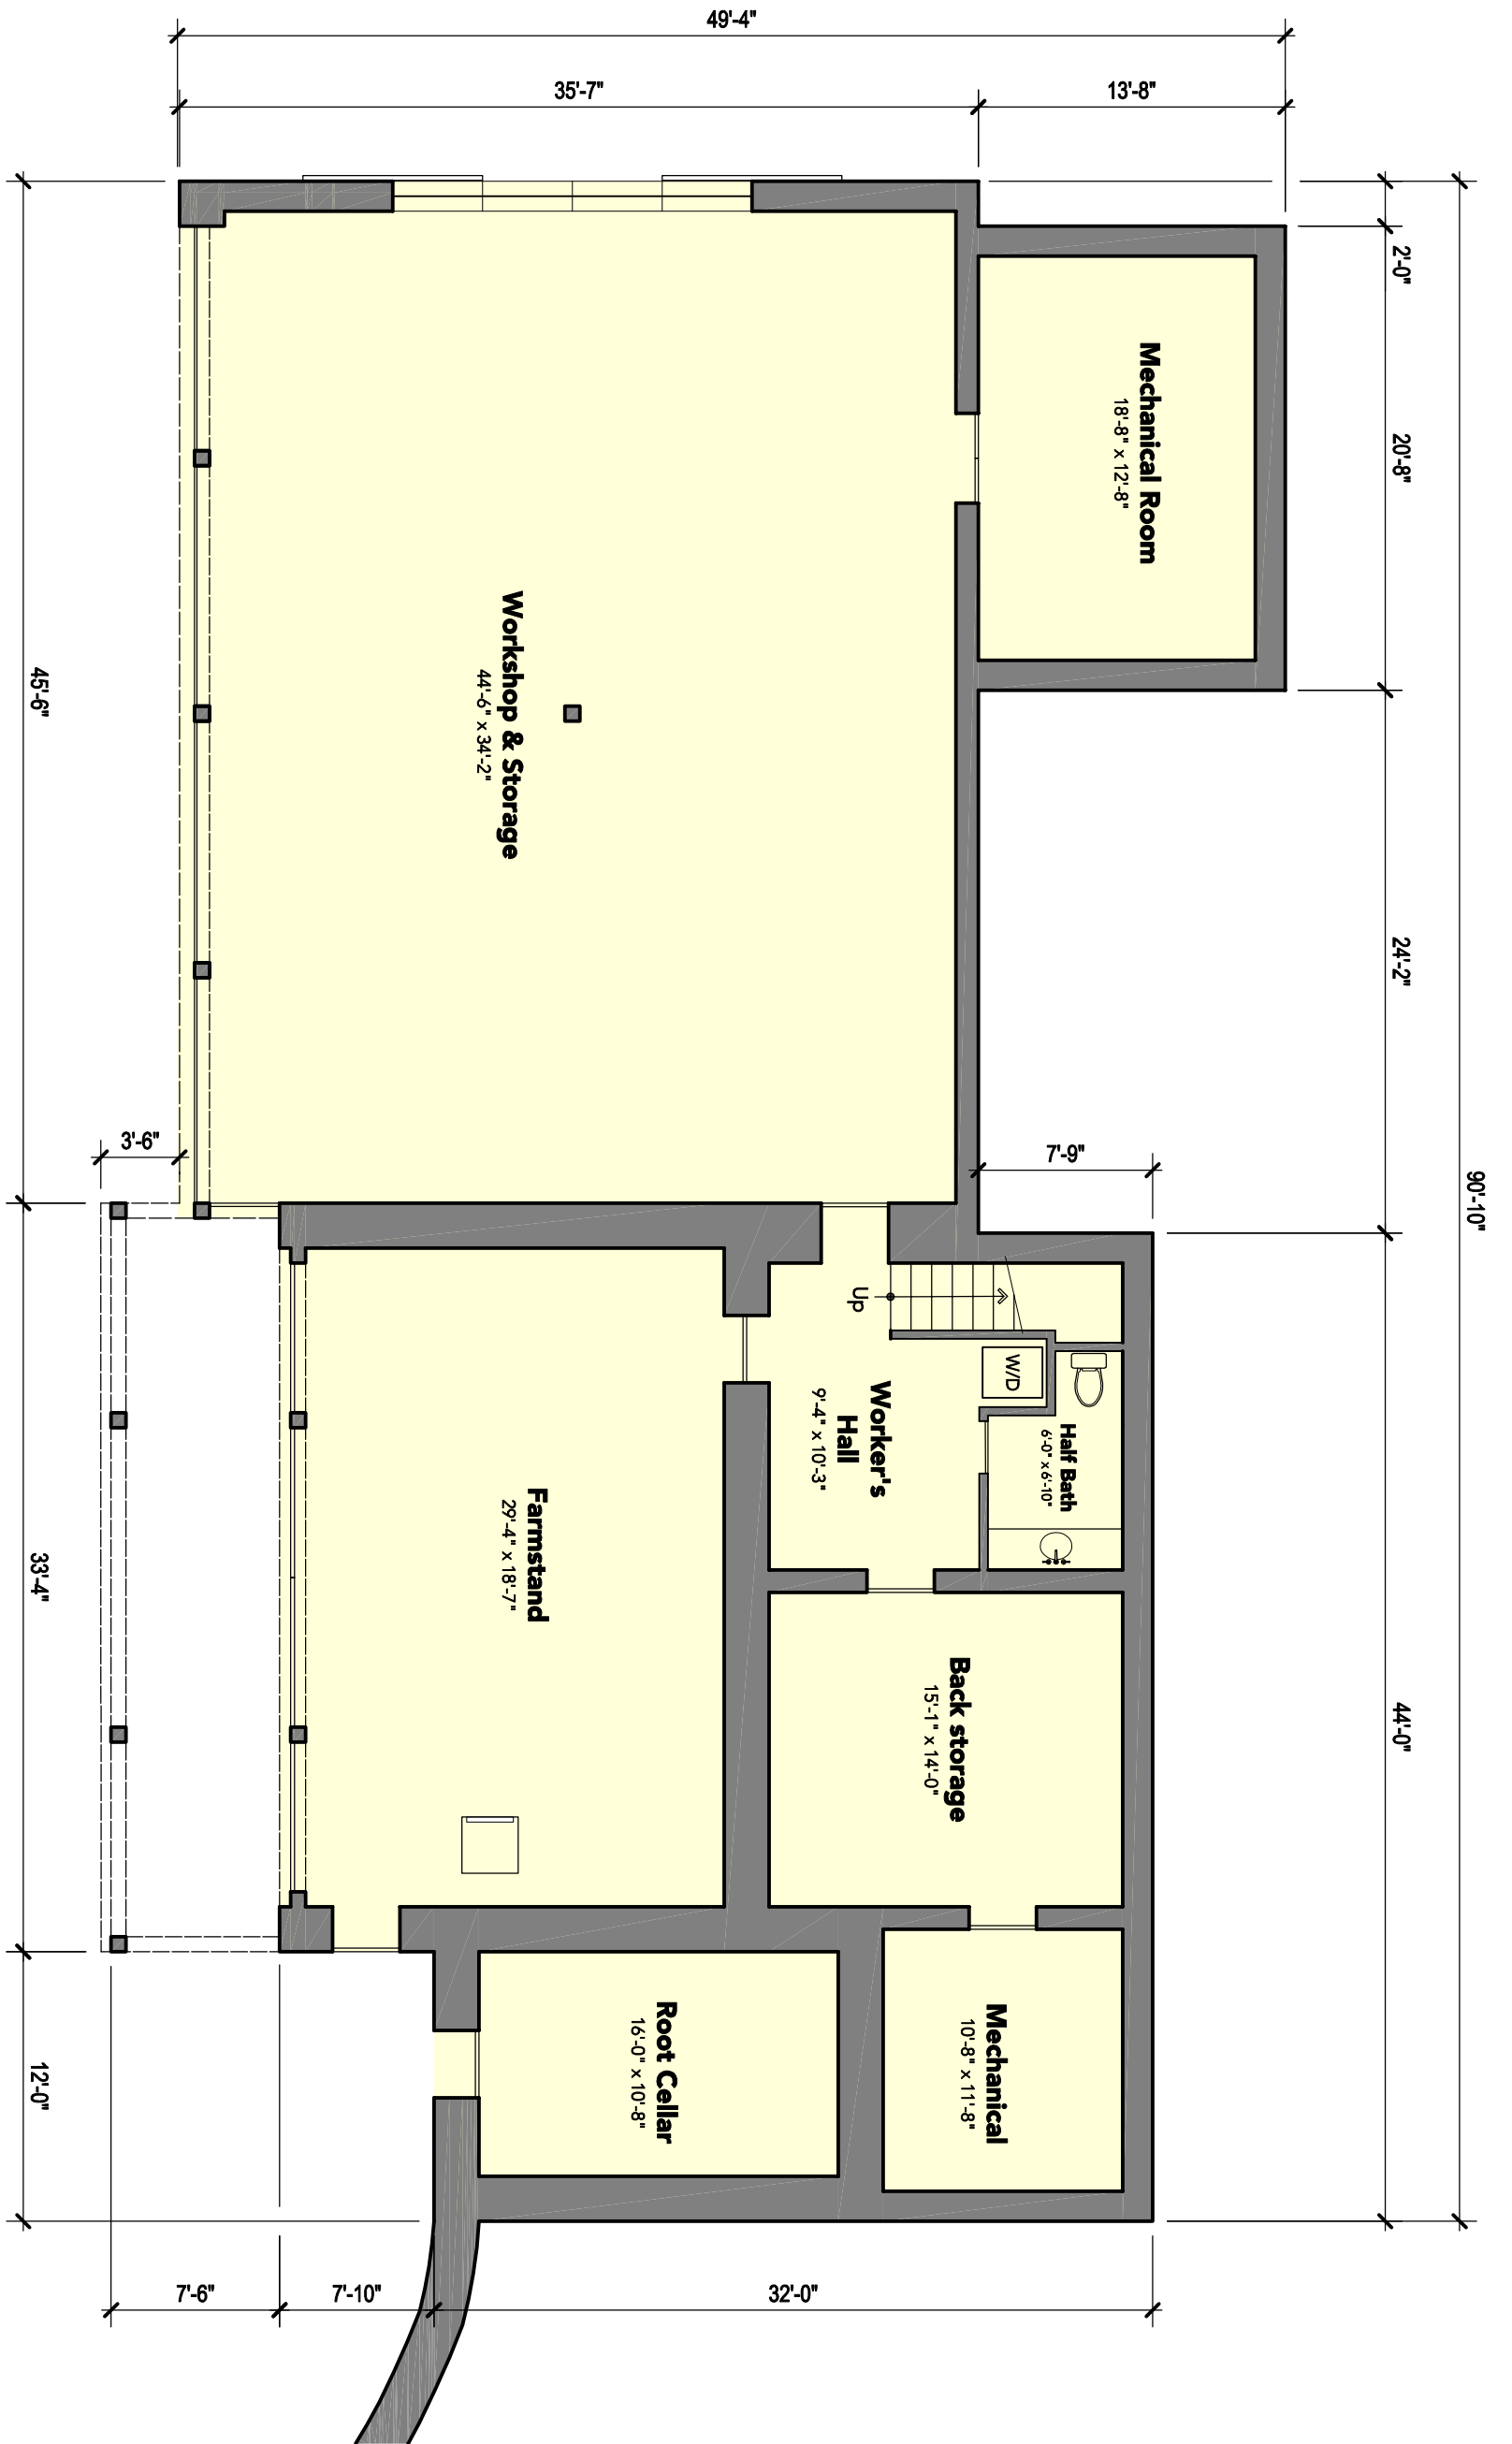 49'-4"
35'-7"
13'-8"
2'-0"
20'-8"
24'-2"
44'-0"
90'-10"
Mechanical Room
18'-8" x 12'-8"
Workshop & Storage
44'-6" x 34'-2"
45'-6"
3'-6"
7'-9"
Up
W/D
Half Bath
6'-0" x 6'-10"
Worker's
Hall
9'-4" x 10'-3"
Farmstand
29'-4" x 18'-7"
33'-4"
Back storage
15'-1" x 14'-0"
Mechanical
10'-8" x 11'-8"
Root Cellar
16'-0" x 10'-8"
12'-0"
7'-6"
7'-10"
32'-0"